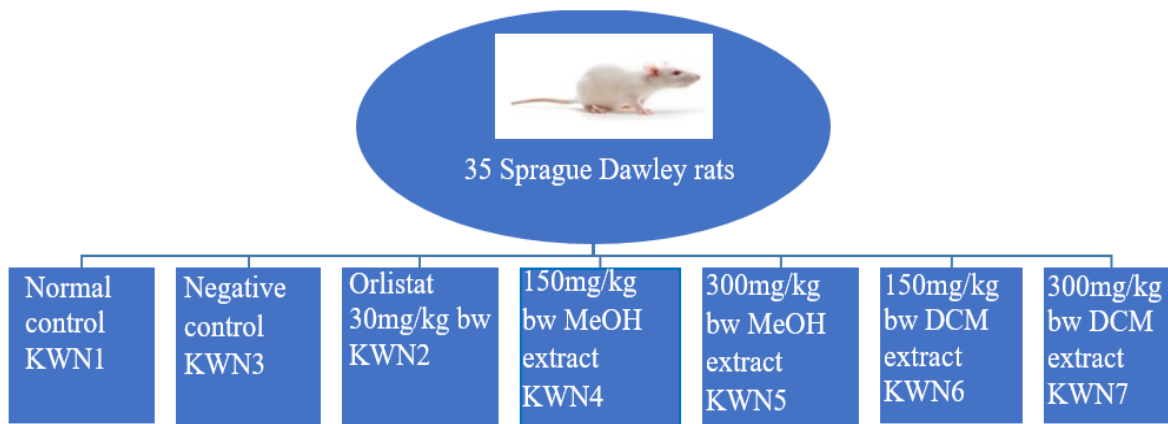 35 Sprague Dawley rats
Normal
control
KWN1
Negative
control
KWN3
Orlistat
30mg/kg bw
KWN2
150mg/kg
bw MeOH
extract
KWN4
300mg/kg
bw MeOH
extract
KWN5
150mg/kg
bw DCM
extract
KWN6
300mg/kg
bw DCM
extract
KWN7